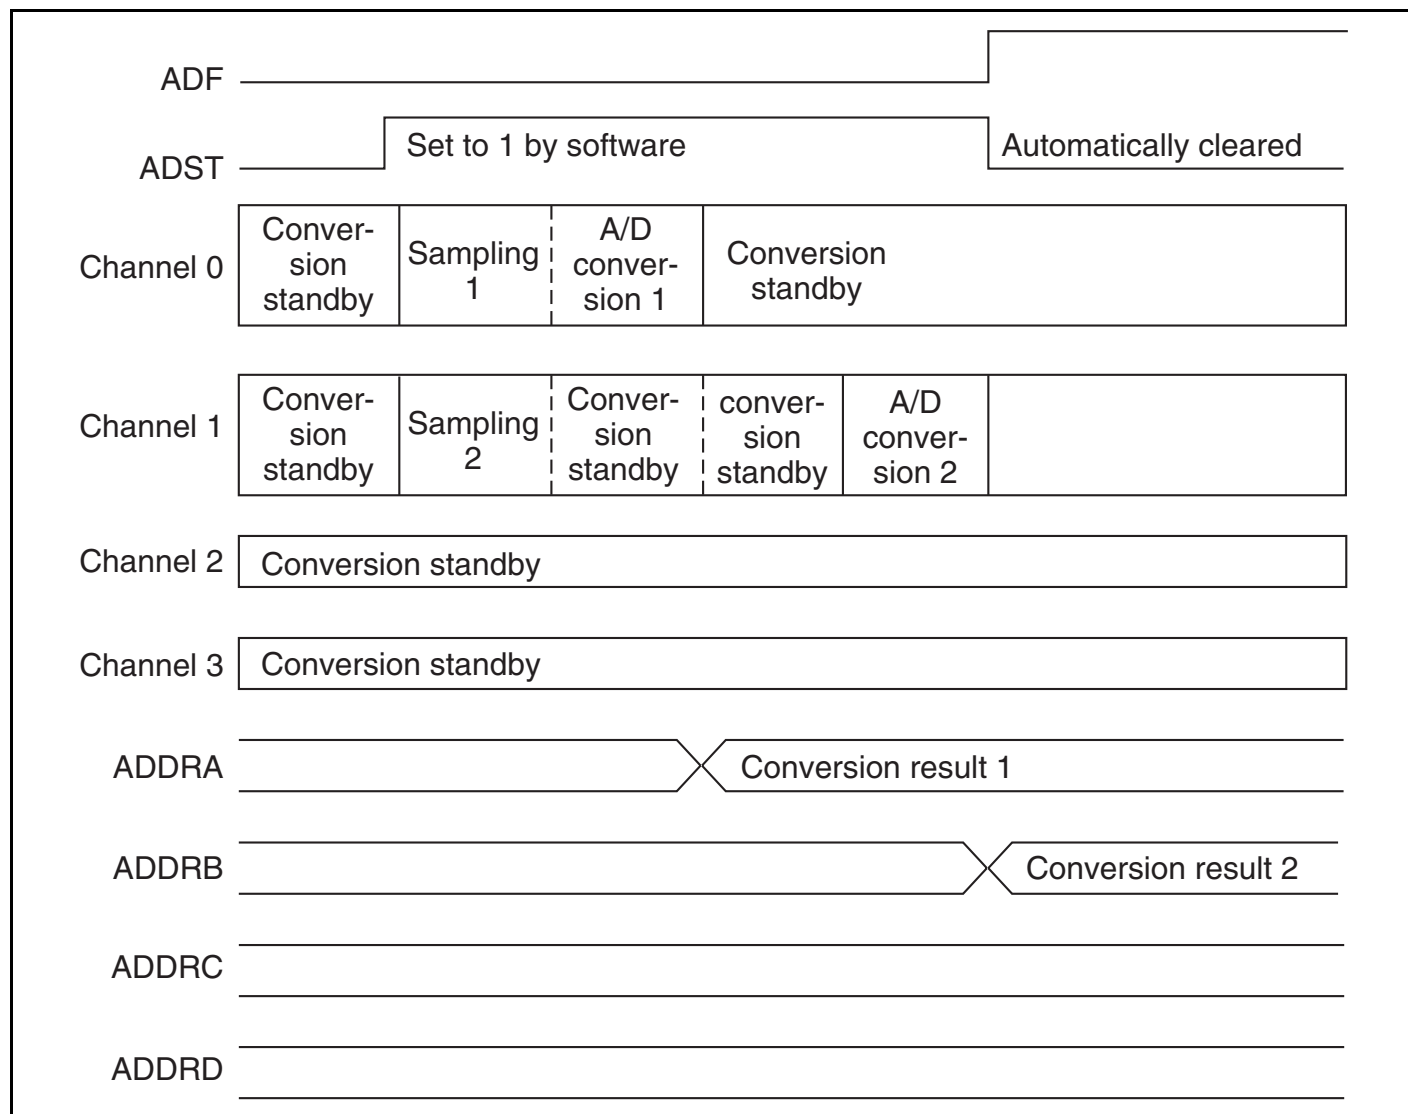 ADF
ADST
Set to 1 by software
Automatically cleared
Channel 0
Conver-
sion
standby
Sampling
1
A/D
conver-
sion 1
Conversion
standby
Channel 1
Conver-
sion
standby
Sampling
2
Conver-
sion
standby
conver-
sion
standby
A/D
conver-
sion 2
Channel 2
Conversion standby
Channel 3
Conversion standby
ADDRA
Conversion result 1
ADDRB
Conversion result 2
ADDRC
ADDRD